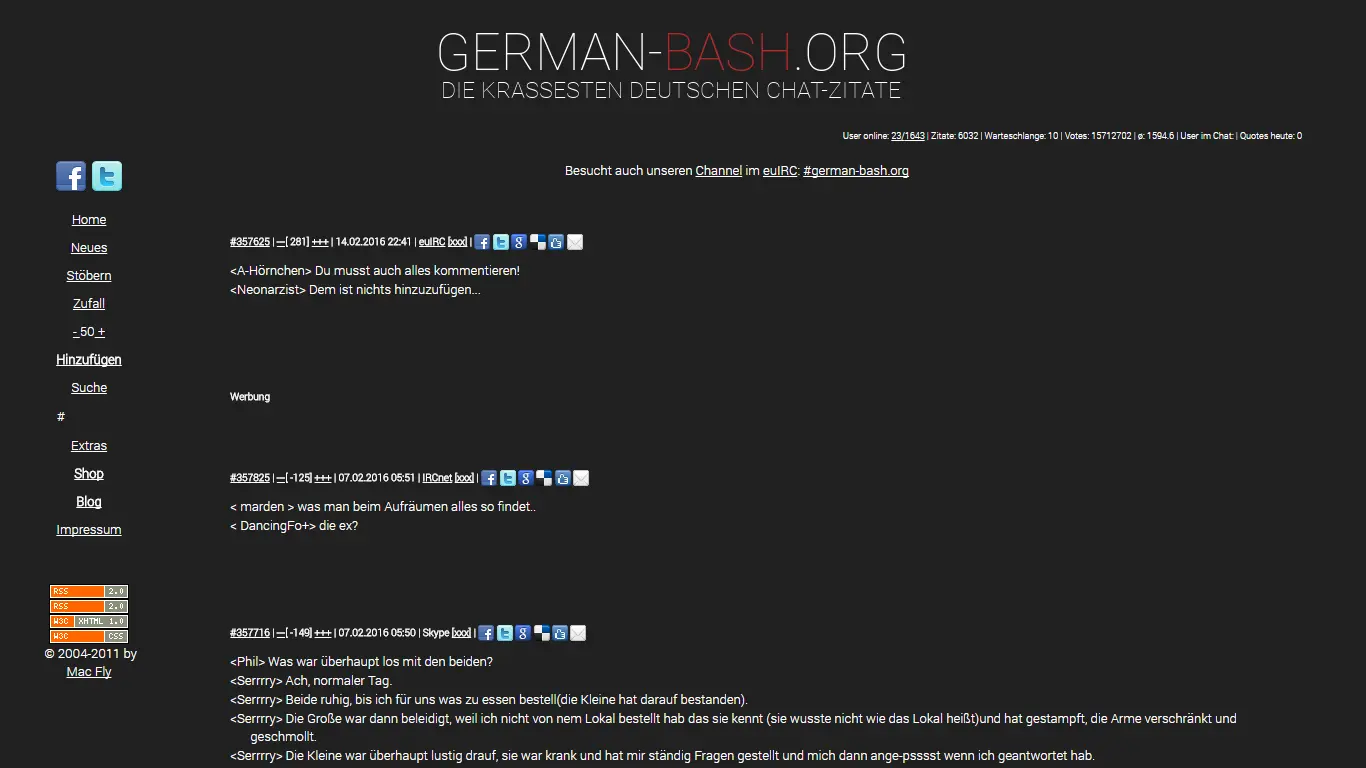 GERMAN-BASH.ORG
DIE KRASSESTEN DEUTSCHEN CHAT-ZITATE
User online: 23/1643 | Zitate: 6032 | Warteschlange: 10 | Votes: 15712702 | ø: 1594.6 | User im Chat: | Quotes heute: 0
Besucht auch unseren Channel im euIRC: #german-bash.org
Home
Neues
Stöbern
Zufall
- 50 +
Hinzufügen
Suche
#
Extras
Shop
Blog
Impressum
RSS 2.0
RSS 2.0
W3C XHTML 1.0
W3C CSS
© 2004-2011 by
Mac Fly
#357625 | ---[ 281] +++ | 14.02.2016 22:41 | euIRC [xxx] |
<A-Hörnchen> Du musst auch alles kommentieren!
<Neonarzist> Dem ist nichts hinzuzufügen...
Werbung
#357825 | ---[ -125] +++ | 07.02.2016 05:51 | IRCnet [xxx] |
< marden > was man beim Aufräumen alles so findet..
< DancingFo+> die ex?
#357716 | ---[ -149] +++ | 07.02.2016 05:50 | Skype [xxx] |
<Phil> Was war überhaupt los mit den beiden?
<Serrrry> Ach, normaler Tag.
<Serrrry> Beide ruhig, bis ich für uns was zu essen bestell(die Kleine hat darauf bestanden).
<Serrrry> Die Große war dann beleidigt, weil ich nicht von nem Lokal bestellt hab das sie kennt (sie wusste nicht wie das Lokal heißt)und hat gestampft, die Arme verschränkt und
geschmollt.
<Serrrry> Die Kleine war überhaupt lustig drauf, sie war krank und hat mir ständig Fragen gestellt und mich dann ange-psssst wenn ich geantwortet hab.